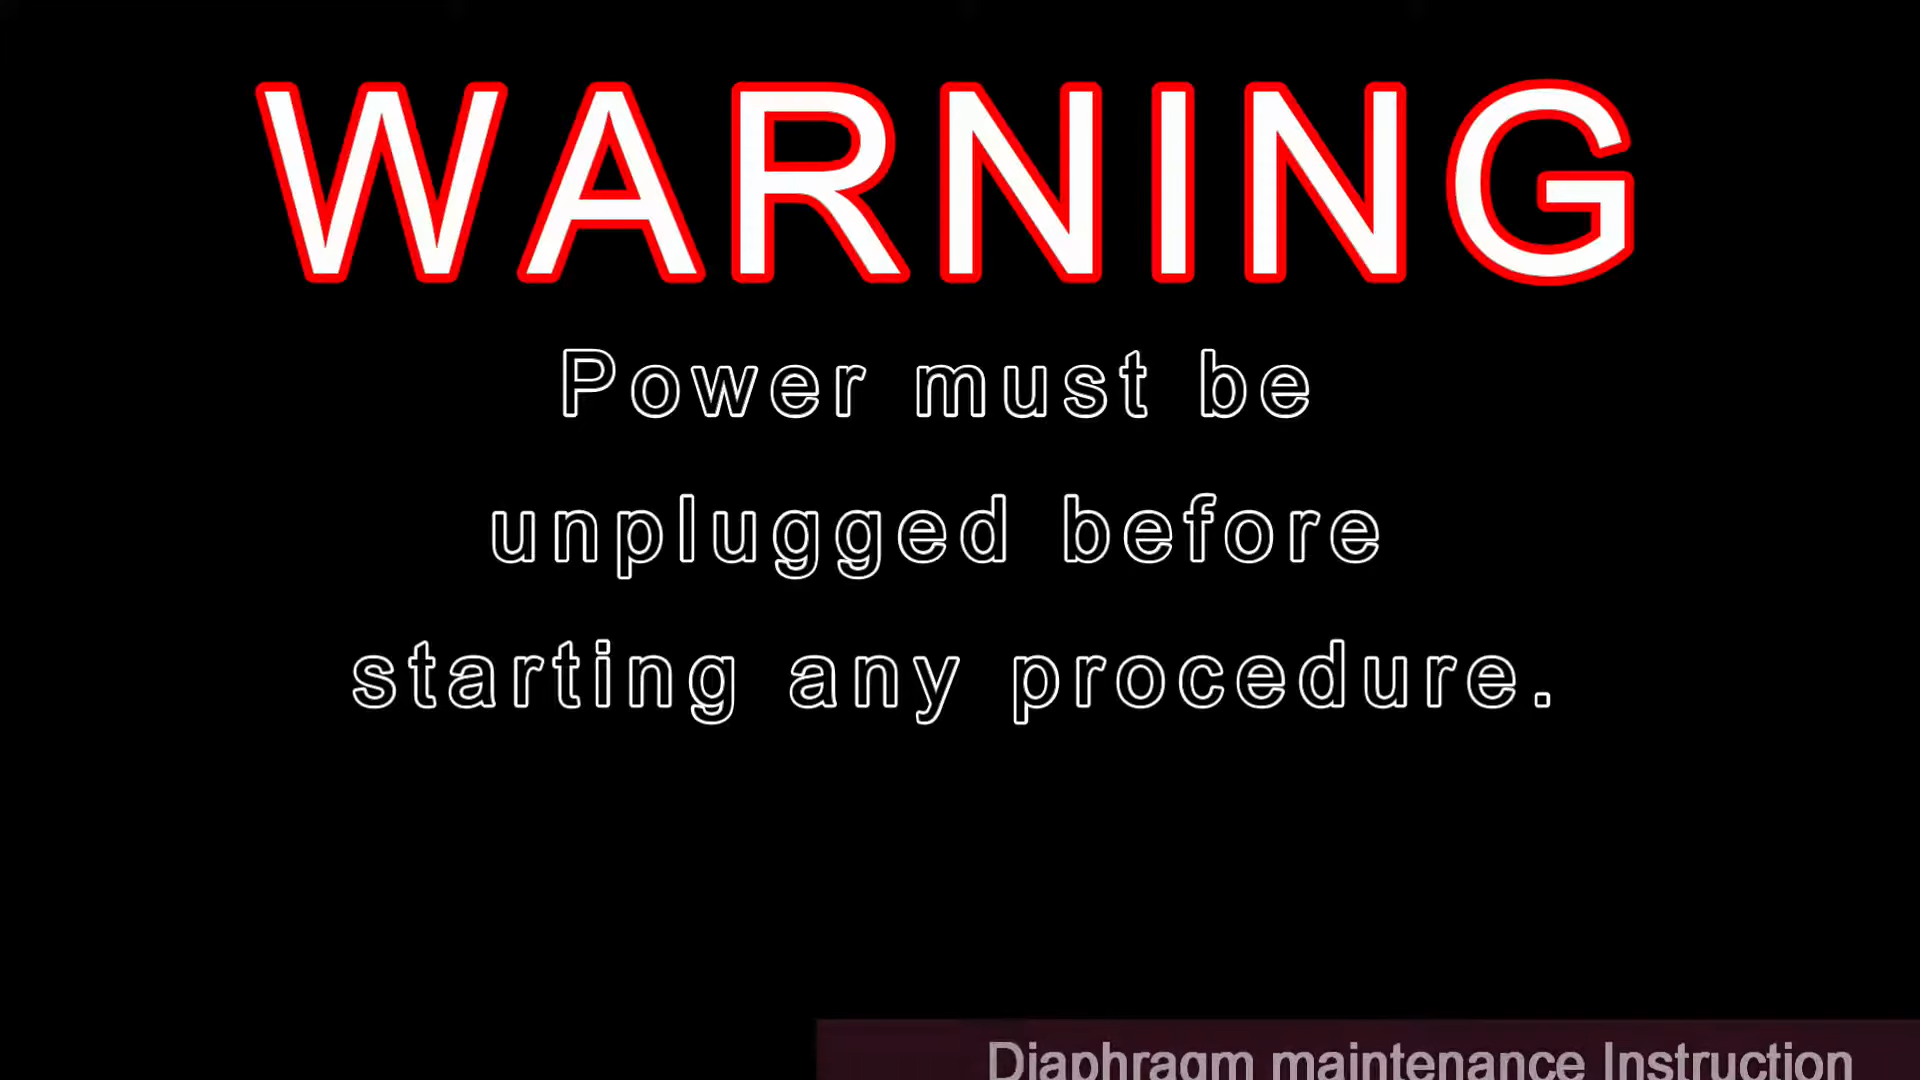 WARNING
Power must be
unplugged before
starting any procedure.
Diaphragm maintenance Instruction